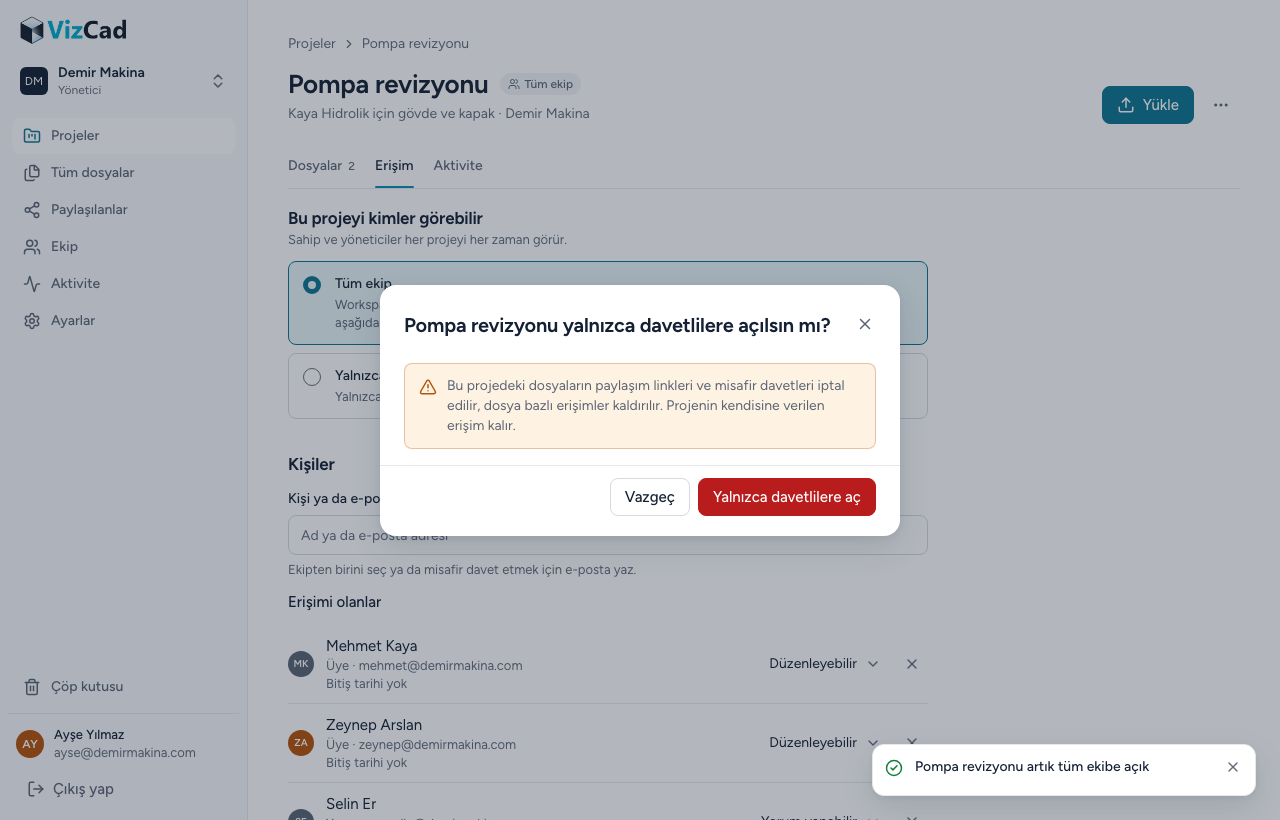 VizCad
DM
Demir Makina
Yönetici
Projeler
Tüm dosyalar
Paylaşılanlar
Ekip
Aktivite
Ayarlar
Çöp kutusu
AY
Ayşe Yılmaz
ayse@demirmakina.com
Çıkış yap
Projeler
Pompa revizyonu
Pompa revizyonu
Tüm ekip
Kaya Hidrolik için gövde ve kapak · Demir Makina
Yükle
Dosyalar 2
Erişim
Aktivite
Bu projeyi kimler görebilir
Sahip ve yöneticiler her projeyi her zaman görür.
Tüm ekip
Pompa revizyonu yalnızca davetlilere açılsın mı?
Bu projedeki dosyaların paylaşım linkleri ve misafir davetleri iptal
edilir, dosya bazlı erişimler kaldırılır. Projenin kendisine verilen
erişim kalır.
Vazgeç
Yalnızca davetlilere aç
Kişiler
Kişi ya da
Ad ya da e-posta adresi
Ekipten birini seç ya da misafir davet etmek için e-posta yaz.
Erişimi olanlar
MK
Mehmet Kaya
Üye · mehmet@demirmakina.com
Bitiş tarihi yok
Düzenleyebilir
ZA
Zeynep Arslan
Üye · zeynep@demirmakina.com
Bitiş tarihi yok
Düzenleyebilir
Selin Er
Pompa revizyonu artık tüm ekibe açık